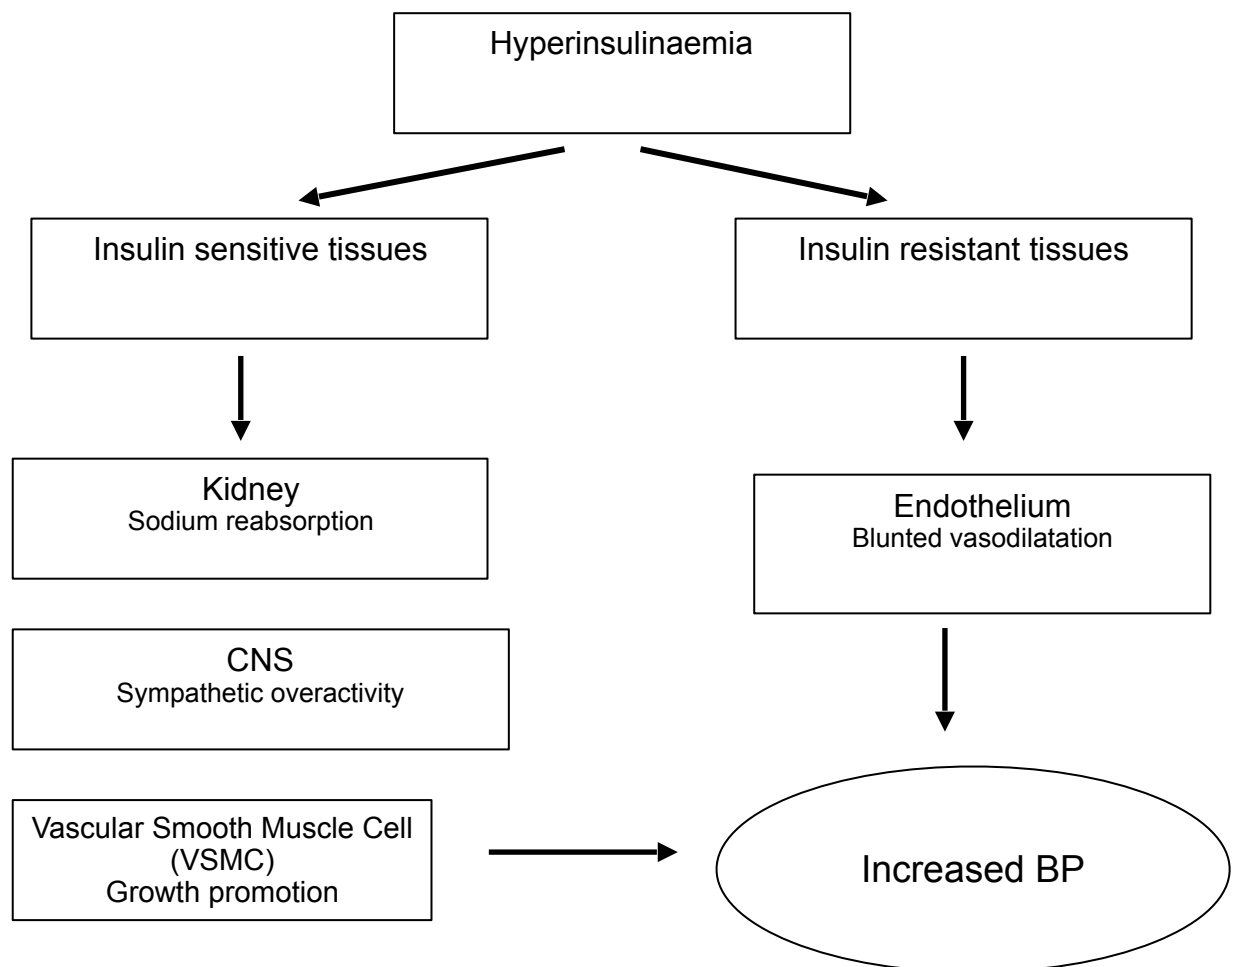 Hyperinsulinaemia
Insulin sensitive tissues
Insulin resistant tissues
Kidney
Sodium reabsorption
Endothelium
Blunted vasodilatation
CNS
Sympathetic overactivity
Vascular Smooth Muscle Cell
(VSMC)
Growth promotion
Increased BP